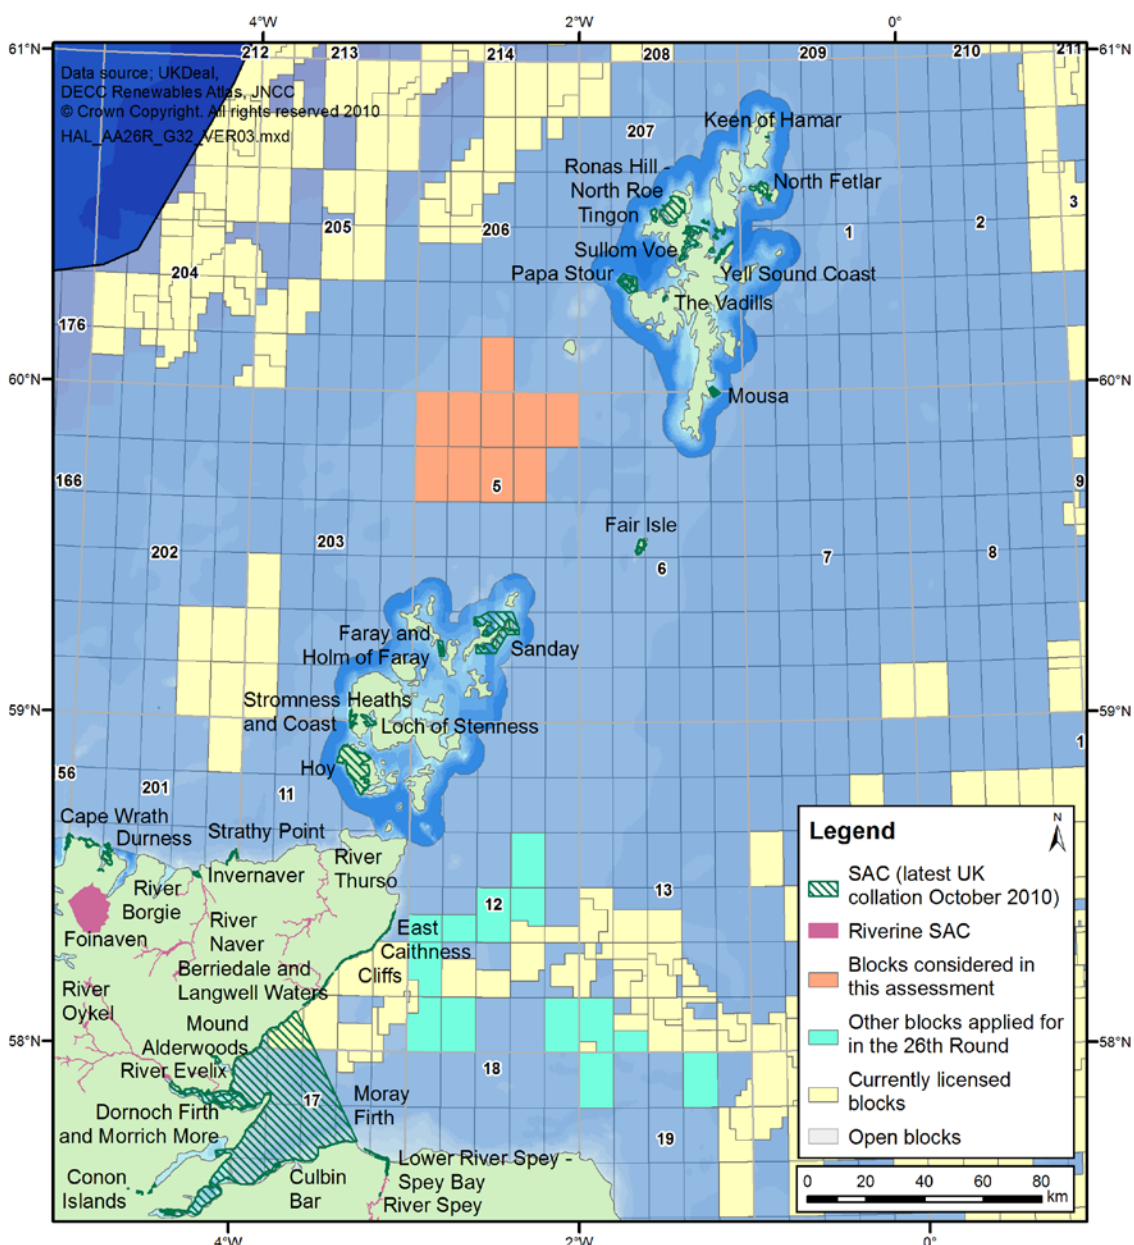 4°W
2°W
0°
61°N
212
213
214
208
209
210
211
61°N
Data source; UKDeal,
DECC Renewables Atlas, JNCC
© Crown Copyright. All rights reserved 2010
HAL_AA26R_G32_VER03.mxd
207
Keen of Hamar
Ronas Hill -
North Roe
Tingon
North Fetlar
3
2
1
205
206
Sullom Voe
Yell Sound Coast
204
Papa Stour
The Vadills
176
60°N
60°N
Mousa
166
5
9
Fair Isle
202
203
6
7
8
Faray and
Holm of Faray
Sanday
Stromness Heaths
and Coast
Loch of Stenness
59°N
59°N
1
Hoy
56
201
11
Cape Wrath
Durness
Strathy Point
River
Thurso
Invernaver
River
Borgie
River
Naver
Foinaven
12
13
East
Caithness
Cliffs
Berriedale and
Langwell Waters
River
Oykel
Mound
Alderwoods
58°N
58°N
River Evelix
18
17
Moray
Firth
Dornoch Firth
and Morrich More
19
Conon
Islands
Culbin
Bar
Lower River Spey -
Spey Bay
River Spey
4°W
2°W
0°
Legend
N
SAC (latest UK
collation October 2010)
Riverine SAC
Blocks considered in
this assessment
Other blocks applied for
in the 26th Round
Currently licensed
blocks
Open blocks
0 20 40 60 80
km